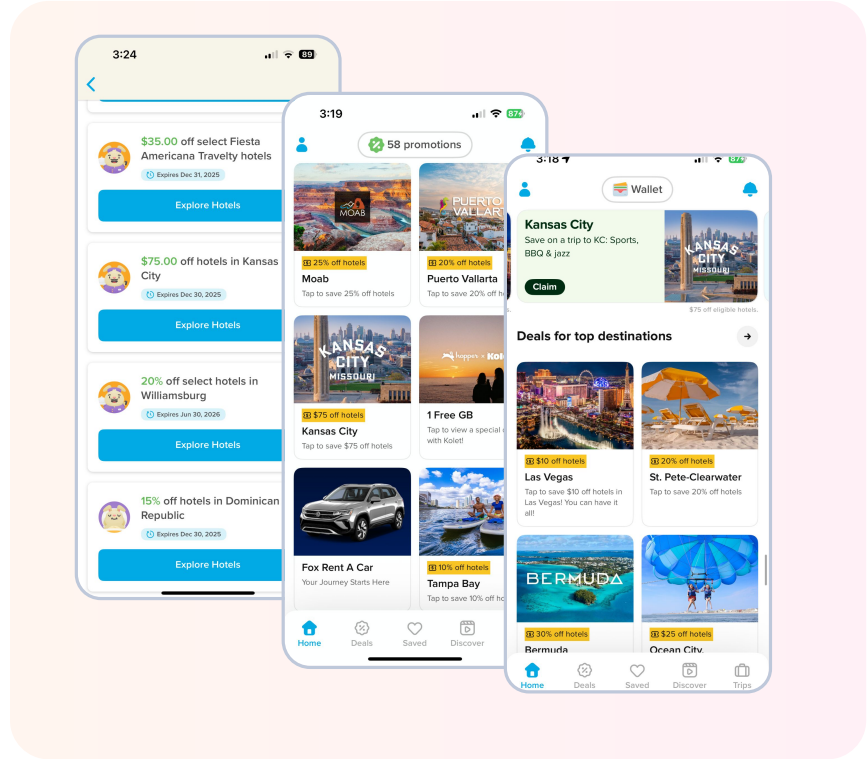 3:24
89
$35.00 off select Fiesta
Americana Travelty hotels
Expires Dec 31, 2025
Explore Hotels
$75.00 off hotels in Kansas
City
Expires Dec 30, 2025
Explore Hotels
20% off select hotels in
Williamsburg
Expires Jun 30, 2026
Explore Hotels
15% off hotels in Dominican
Republic
Expires Dec 30, 2025
Explore Hotels
3:19
87
58 promotions
MOAB
25% off hotels
Moab
Tap to save 25% off hotels
PUERTO
VALLART
20% off hotels
Puerto Vallarta
Tap to save 20% off h
KANSAS
CITY
MISSOURI
$75 off hotels
Kansas City
Tap to save $75 off hotels
hopper × Kol
1 Free GB
Tap to view a special
with Kolet!
Fox Rent A Car
Your Journey Starts Here
10% off hotels
Tampa Bay
Tap to save 10% off ho
Home
Deals
Saved
Discover
3:18
87
Wallet
Kansas City
Save on a trip to KC: Sports,
BBQ & jazz
Claim
KANSAS
CITY
MISSOURI
s.
$75 off eligible hotels.
Deals for top destinations
$10 off hotels
Las Vegas
Tap to save $10 off hotels in
Las Vegas! You can have it
all!
20% off hotels
St. Pete-Clearwater
Tap to save 20% off hotels
BERMUDA
30% off hotels
Bermuda
$25 off hotels
Ocean City,
Home
Deals
Saved
Discover
Trips